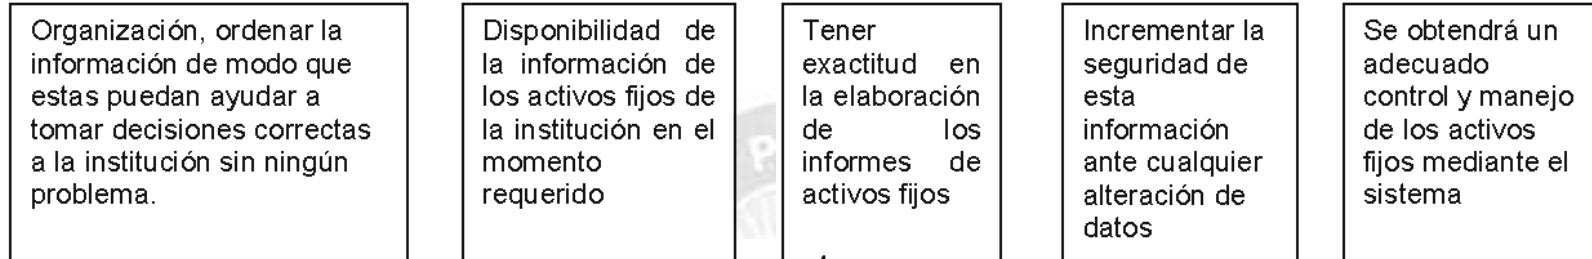 Organización, ordenar la
información de modo que
estas puedan ayudar a
tomar decisiones correctas
a la institución sin ningún
problema.
Disponibilidad de
la información de
los activos fijos de
la institución en el
momento
requerido
Tener
exactitud en
la elaboración
de los
informes de
activos fijos
Incrementar la
seguridad de
esta
información
ante cualquier
alteración de
datos
Se obtendrá un
adecuado
control y manejo
de los activos
fijos mediante el
sistema